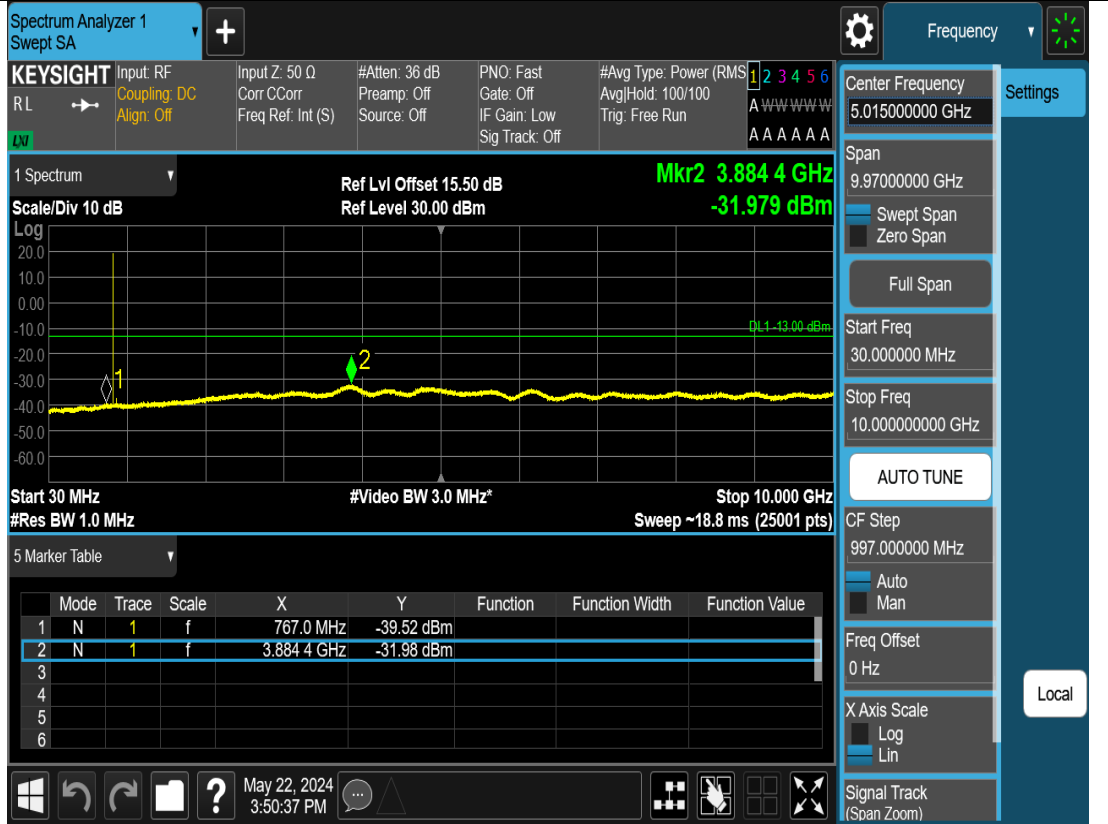 Spectrum Analyzer 1
Swept SA
+
Frequency
KEYSIGHT
RL
LXI
Input: RF
Coupling: DC
Align: Off
Input Z: 50 Ω
Corr CCorr
Freq Ref: Int (S)
#Atten: 36 dB
Preamp: Off
Source: Off
PNO: Fast
Gate: Off
IF Gain: Low
Sig Track: Off
#Avg Type: Power (RMS
Avg|Hold: 100/100
Trig: Free Run
1 2 3 4 5 6
A W W W W W
A A A A A A
1 Spectrum
Scale/Div 10 dB
Ref Lvl Offset 15.50 dB
Ref Level 30.00 dBm
Mkr2 3.884 4 GHz
-31.979 dBm
Log
20.0
10.0
0.00
-10.0
-20.0
-30.0
-40.0
-50.0
-60.0
DL1 -13.00 dBm
1
2
Start 30 MHz
#Video BW 3.0 MHz*
Stop 10.000 GHz
#Res BW 1.0 MHz
Sweep ~18.8 ms (25001 pts)
5 Marker Table
Mode Trace Scale X Y Function Function Width Function Value
1 N 1 f 767.0 MHz -39.52 dBm
2 N 1 f 3.884 4 GHz -31.98 dBm
3
4
5
6
May 22, 2024
3:50:37 PM
Settings
Center Frequency
5.015000000 GHz
Span
9.97000000 GHz
Swept Span
Zero Span
Full Span
Start Freq
30.000000 MHz
Stop Freq
10.000000000 GHz
AUTO TUNE
CF Step
997.000000 MHz
Auto
Man
Freq Offset
0 Hz
X Axis Scale
Log
Lin
Signal Track
(Span Zoom)
Local